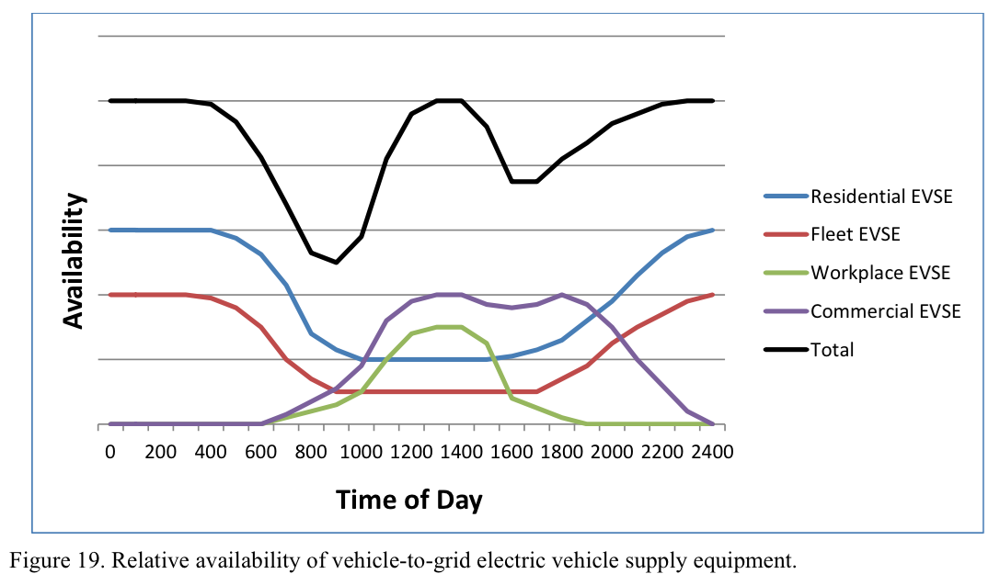 Availability
Residential EVSE
Fleet EVSE
Workplace EVSE
Commercial EVSE
Total
0 200 400 600 800 1000 1200 1400 1600 1800 2000 2200 2400
Time of Day
Figure 19. Relative availability of vehicle-to-grid electric vehicle supply equipment.